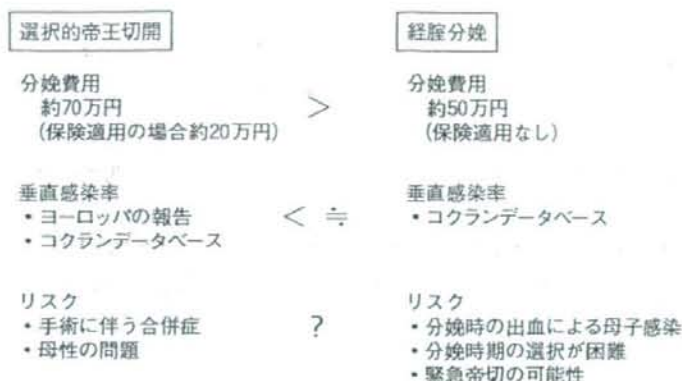 選択的帝王切開
経腟分娩
分娩費用
約70万円
(保険適用の場合約20万円)
>
分娩費用
約50万円
(保険適用なし)
垂直感染率
・ヨーロッパの報告
・コクランデータベース
< ≒
垂直感染率
・コクランデータベース
リスク
・手術に伴う合併症
・母性の問題
?
リスク
・分娩時の出血による母子感染
・分娩時期の選択が困難
・緊急帝切の可能性